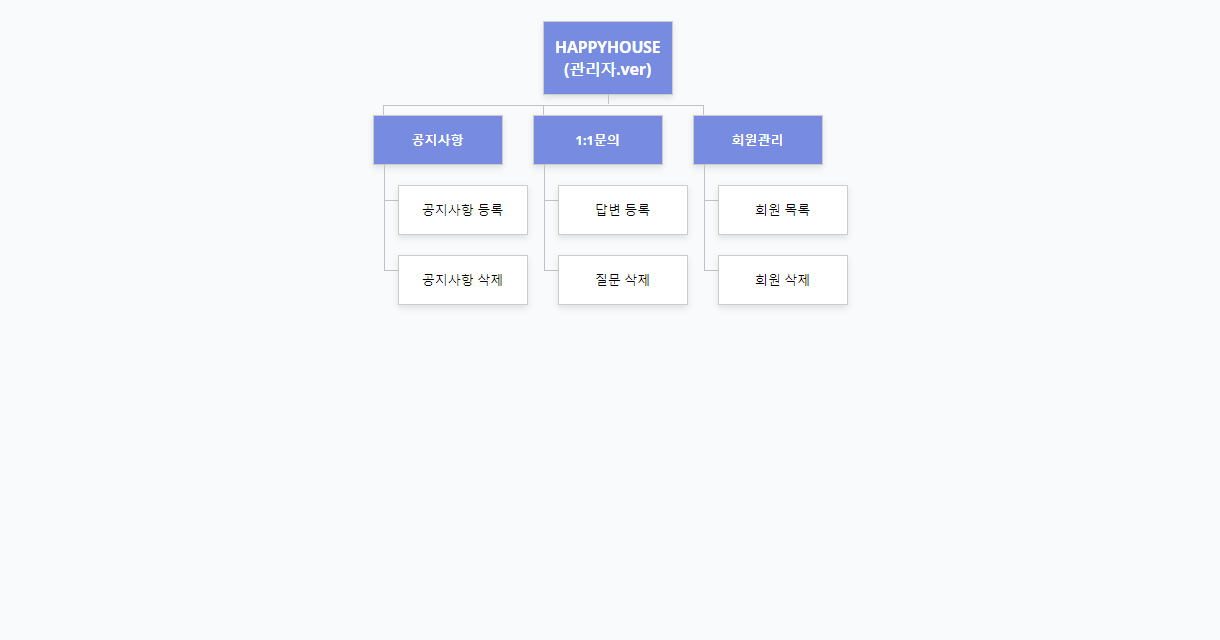 HAPPYHOUSE
(관리자.ver)
공지사항
1:1문의
회원관리
공지사항 등록
답변 등록
회원 목록
공지사항 삭제
질문 삭제
회원 삭제